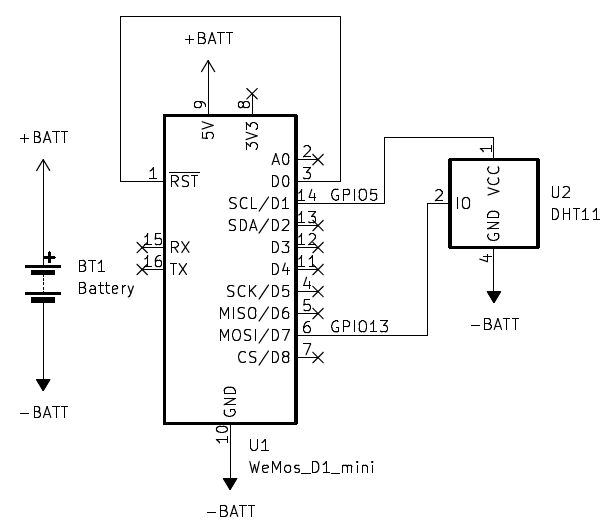 +BATT
+BATT
9
8
5V
3V3
1
RST
A0
2
D0
3
SCL/D1
14
GPIO5
SDA/D2
13
15
RX
D3
12
16
TX
D4
11
SCK/D5
4
MISO/D6
5
MOSI/D7
6
GPIO13
CS/D8
7
GND
10
U1
WeMos_D1_mini
-BATT
+
BT1
Battery
-BATT
1
VCC
2
IO
GND
4
U2
DHT11
-BATT